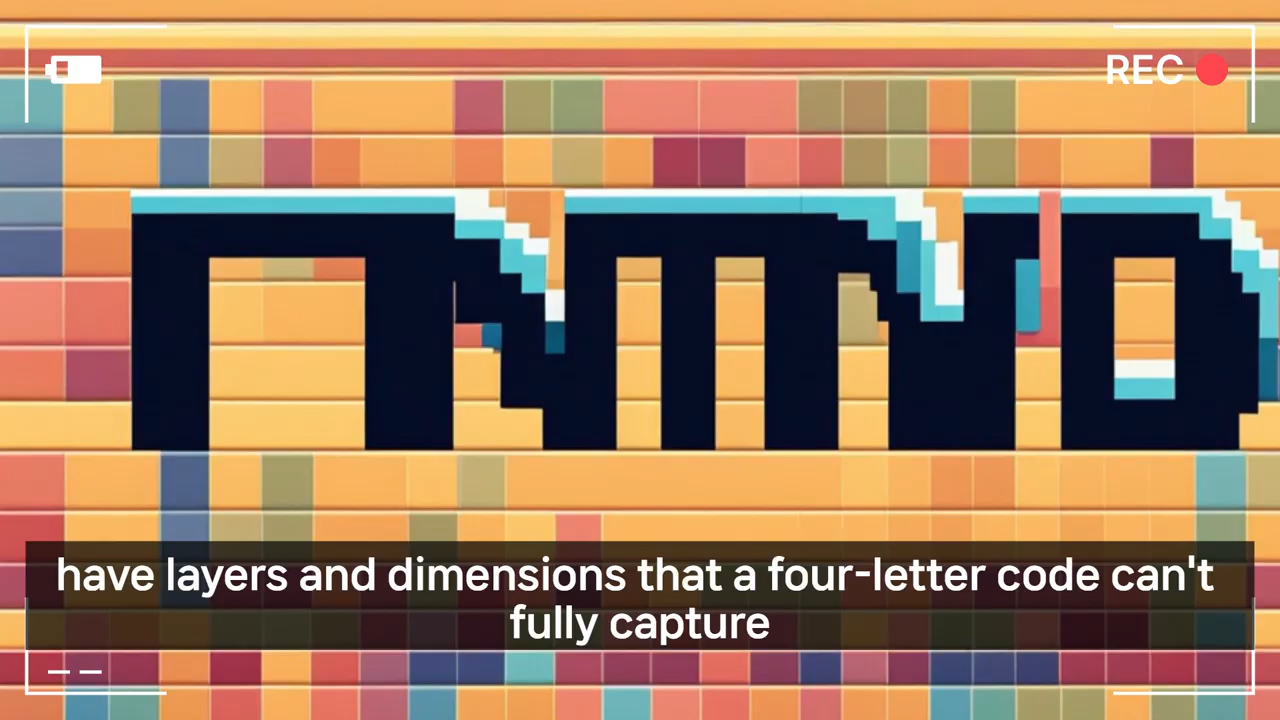 REC
have layers and dimensions that a four-letter code can't
fully capture